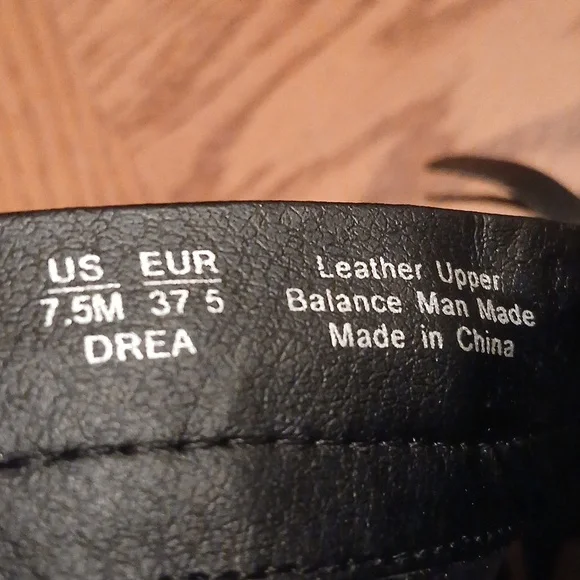 US EUR
7.5M 37 5
DREA
Leather Upper
Balance Man Made
Made in China